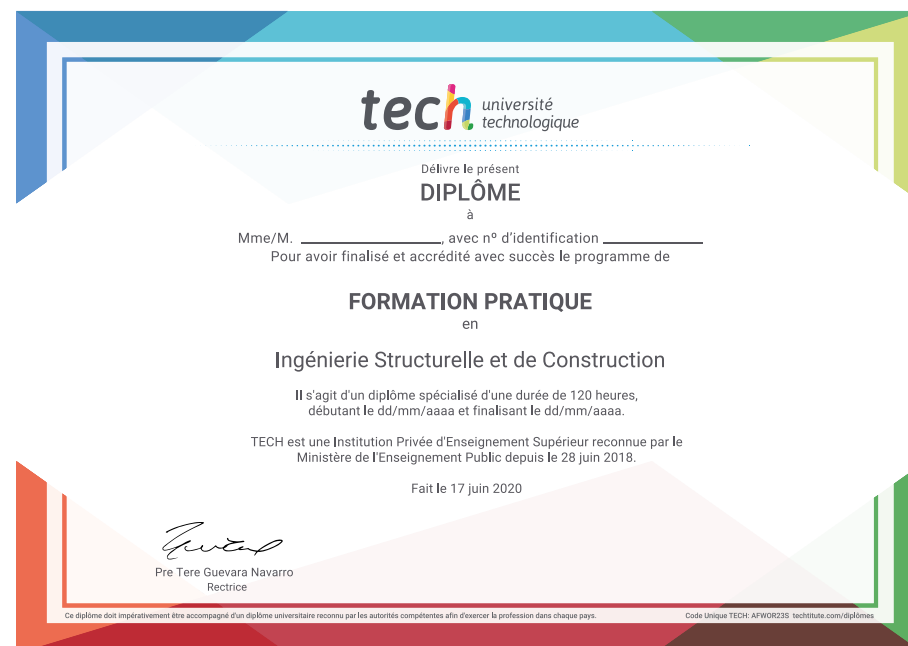 tech université
technologique
Délivre le présent
DIPLÔME
à
Mme/M. ____________________, avec nº d'identification ______________
Pour avoir finalisé et accrédité avec succès le programme de
FORMATION PRATIQUE
en
Ingénierie Structurelle et de Construction
Il s'agit d'un diplôme spécialisé d'une durée de 120 heures,
débutant le dd/mm/aaaa et finalisant le dd/mm/aaaa.
TECH est une Institution Privée d'Enseignement Supérieur reconnue par le
Ministère de l'Enseignement Public depuis le 28 juin 2018.
Fait le 17 juin 2020
Pre Tere Guevara Navarro
Rectrice
Ce diplôme doit impérativement être accompagné d'un diplôme universitaire reconnu par les autorités compétentes afin d'exercer la profession dans chaque pays.
Code Unique TECH: AFWOR23S techtitute.com/diplômes